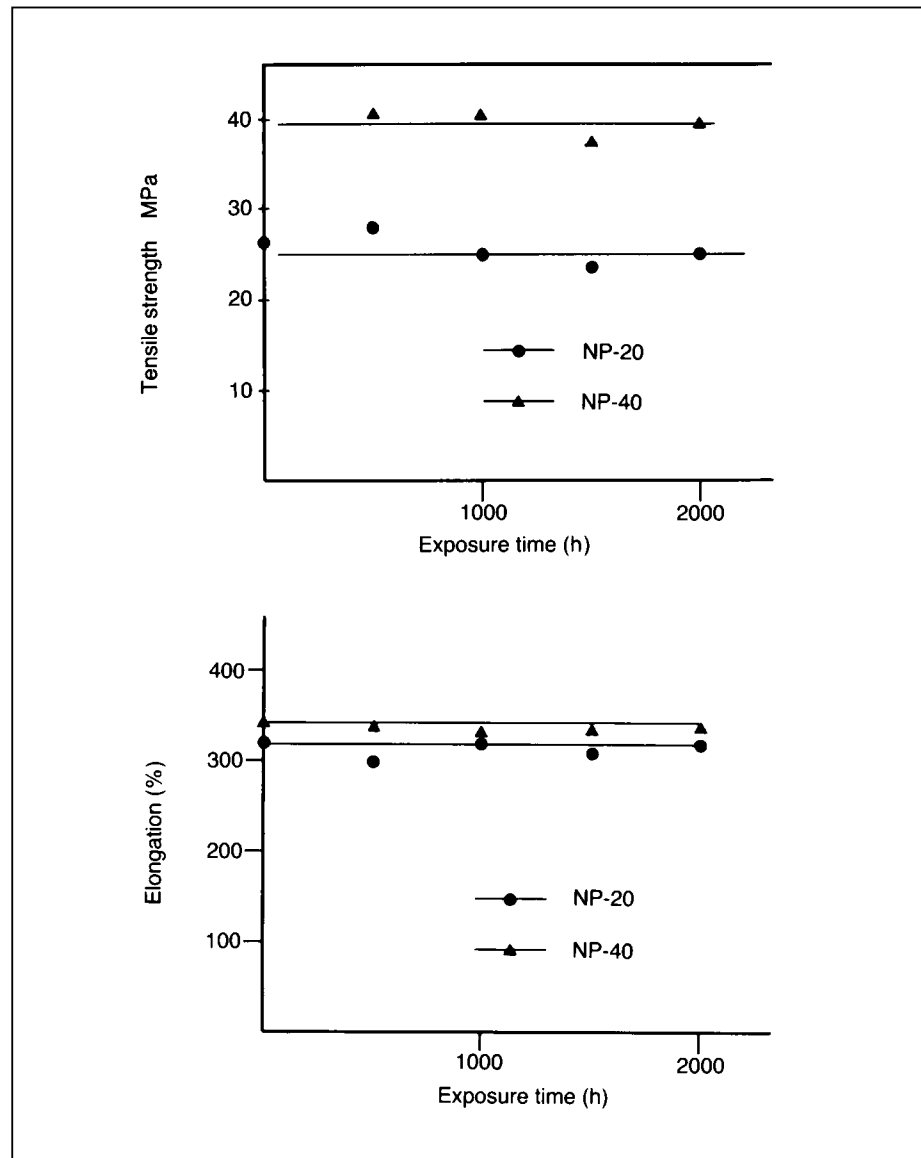 Tensile strength MPa
40
30
20
10
NP-20
NP-40
1000
2000
Exposure time (h)
Elongation (%)
400
300
200
100
NP-20
NP-40
1000
2000
Exposure time (h)